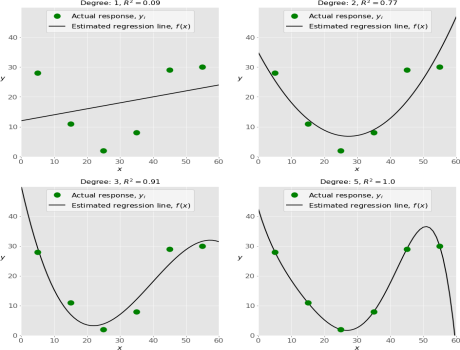 Degree: 1, R² = 0.09
Actual response, yᵢ
Estimated regression line, f(x)
y
40
30
20
10
0
0 10 20 30 40 50 60
x
Degree: 2, R² = 0.77
Actual response, yᵢ
Estimated regression line, f(x)
y
40
30
20
10
0
0 10 20 30 40 50 60
x
Degree: 3, R² = 0.91
Actual response, yᵢ
Estimated regression line, f(x)
y
40
30
20
10
0
0 10 20 30 40 50 60
x
Degree: 5, R² = 1.0
Actual response, yᵢ
Estimated regression line, f(x)
y
40
30
20
10
0
0 10 20 30 40 50 60
x